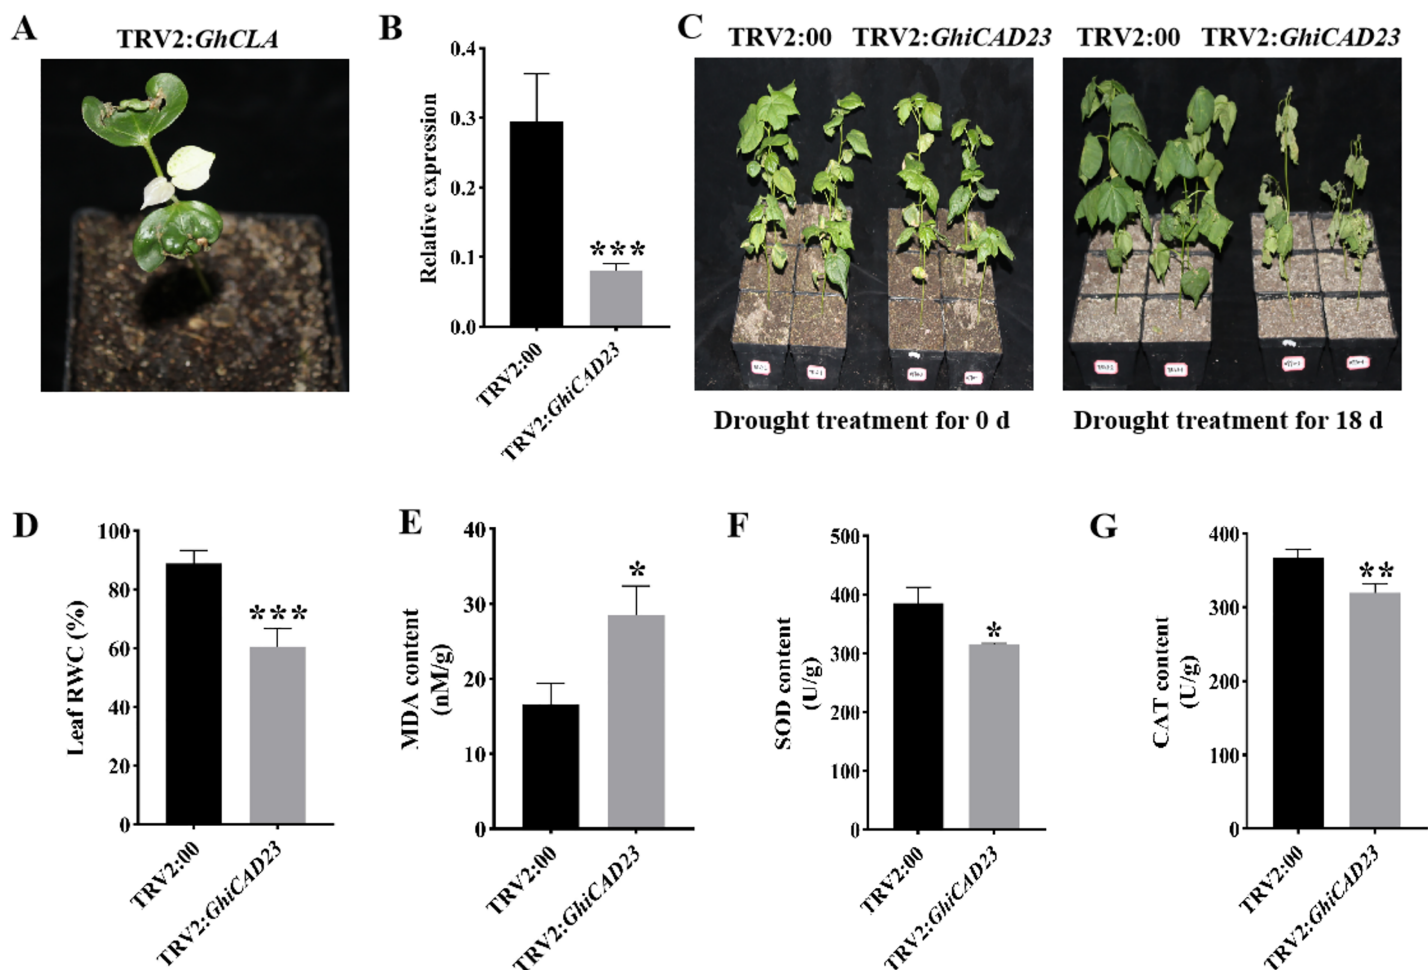 A
TRV2:GhCLA
B
0.4
0.3
0.2
0.1
0.0
Relative expression
***
TRV2:00
TRV2:GhiCAD23
C
TRV2:00 TRV2:GhiCAD23
TRV2:00 TRV2:GhiCAD23
Drought treatment for 0 d
Drought treatment for 18 d
D
100
80
60
40
20
0
Leaf RWC (%)
***
TRV2:00
TRV2:GhiCAD23
E
40
30
20
10
0
MDA content
(nM/g)
*
TRV2:00
TRV2:GhiCAD23
F
500
400
300
200
100
0
SOD content
(U/g)
*
TRV2:00
TRV2:GhiCAD23
G
400
300
200
100
0
CAT content
(U/g)
**
TRV2:00
TRV2:GhiCAD23